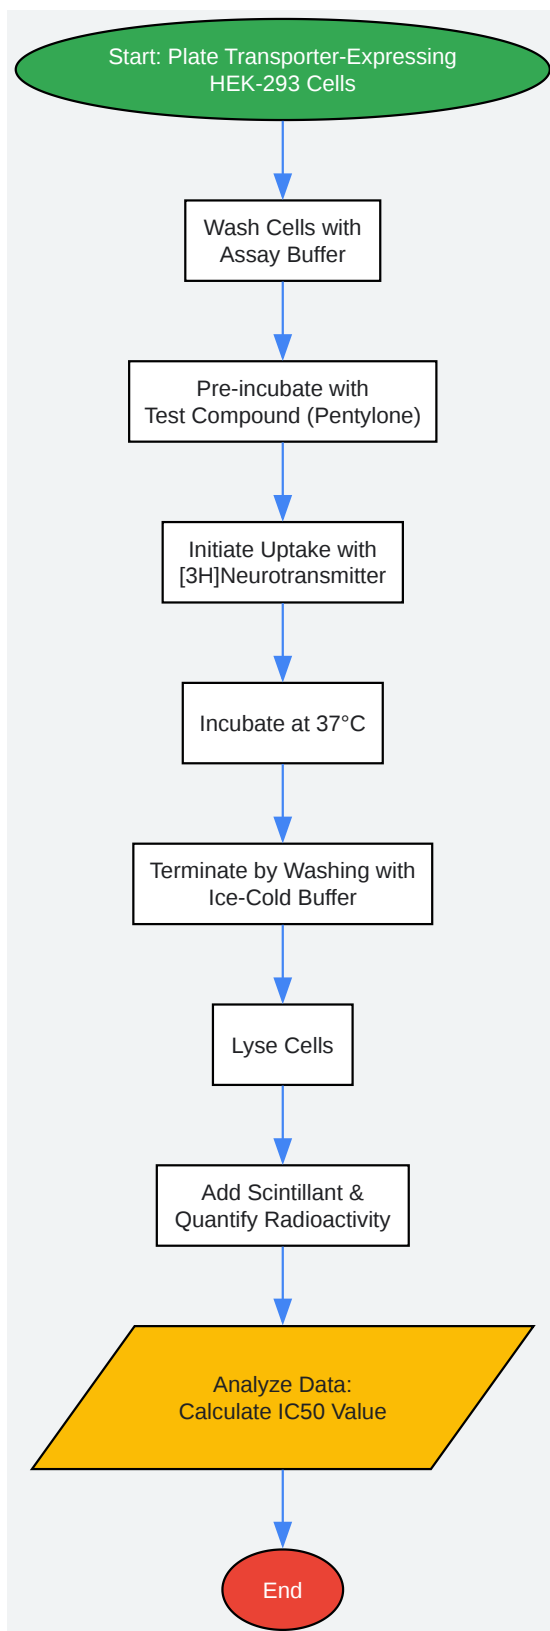 Start: Plate Transporter-Expressing
HEK-293 Cells
Wash Cells with
Assay Buffer
Pre-incubate with
Test Compound (Pentylone)
Initiate Uptake with
[3H]Neurotransmitter
Incubate at 37°C
Terminate by Washing with
Ice-Cold Buffer
Lyse Cells
Add Scintillant &
Quantify Radioactivity
Analyze Data:
Calculate IC50 Value
End